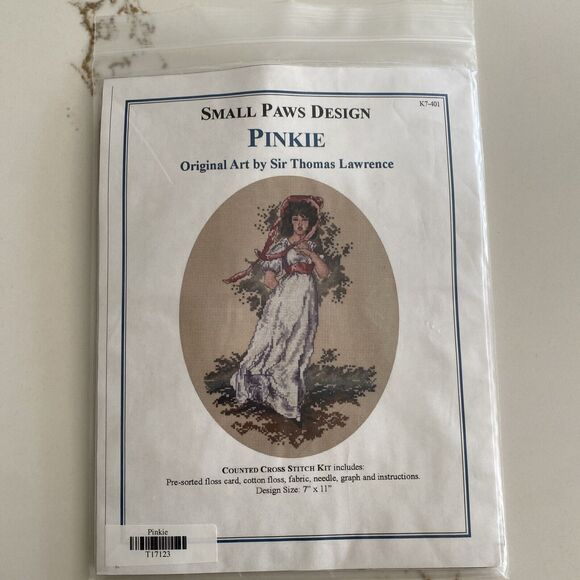 K7-401
SMALL PAWS DESIGN
PINKIE
Original Art by Sir Thomas Lawrence
COUNTED CROSS STITCH KIT includes:
Pre-sorted floss card, cotton floss, fabric, needle, graph and instructions.
Design Size: 7" x 11"
Pinkie
T17123